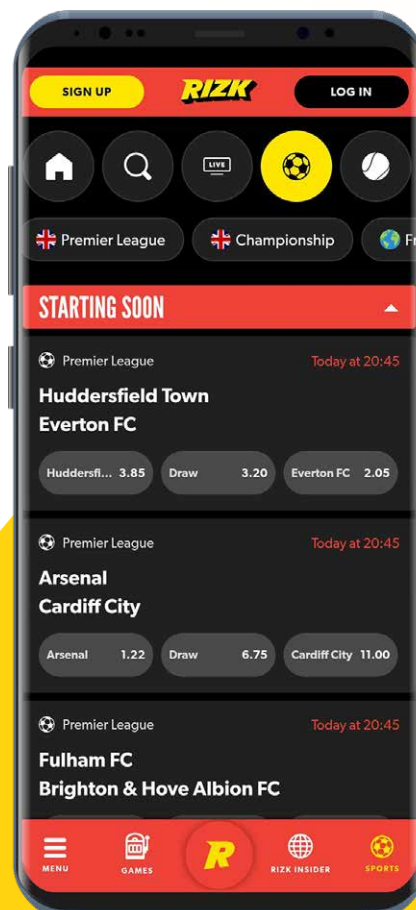 SIGN UP
RIZK
LOG IN
LIVE
Premier League
Championship
Fr
STARTING SOON
Premier League
Today at 20:45
Huddersfield Town
Everton FC
Huddersfi... 3.85
Draw 3.20
Everton FC 2.05
Premier League
Today at 20:45
Arsenal
Cardiff City
Arsenal 1.22
Draw 6.75
Cardiff City 11.00
Premier League
Today at 20:45
Fulham FC
Brighton & Hove Albion FC
MENU
GAMES
R
RIZK INSIDER
SPORTS